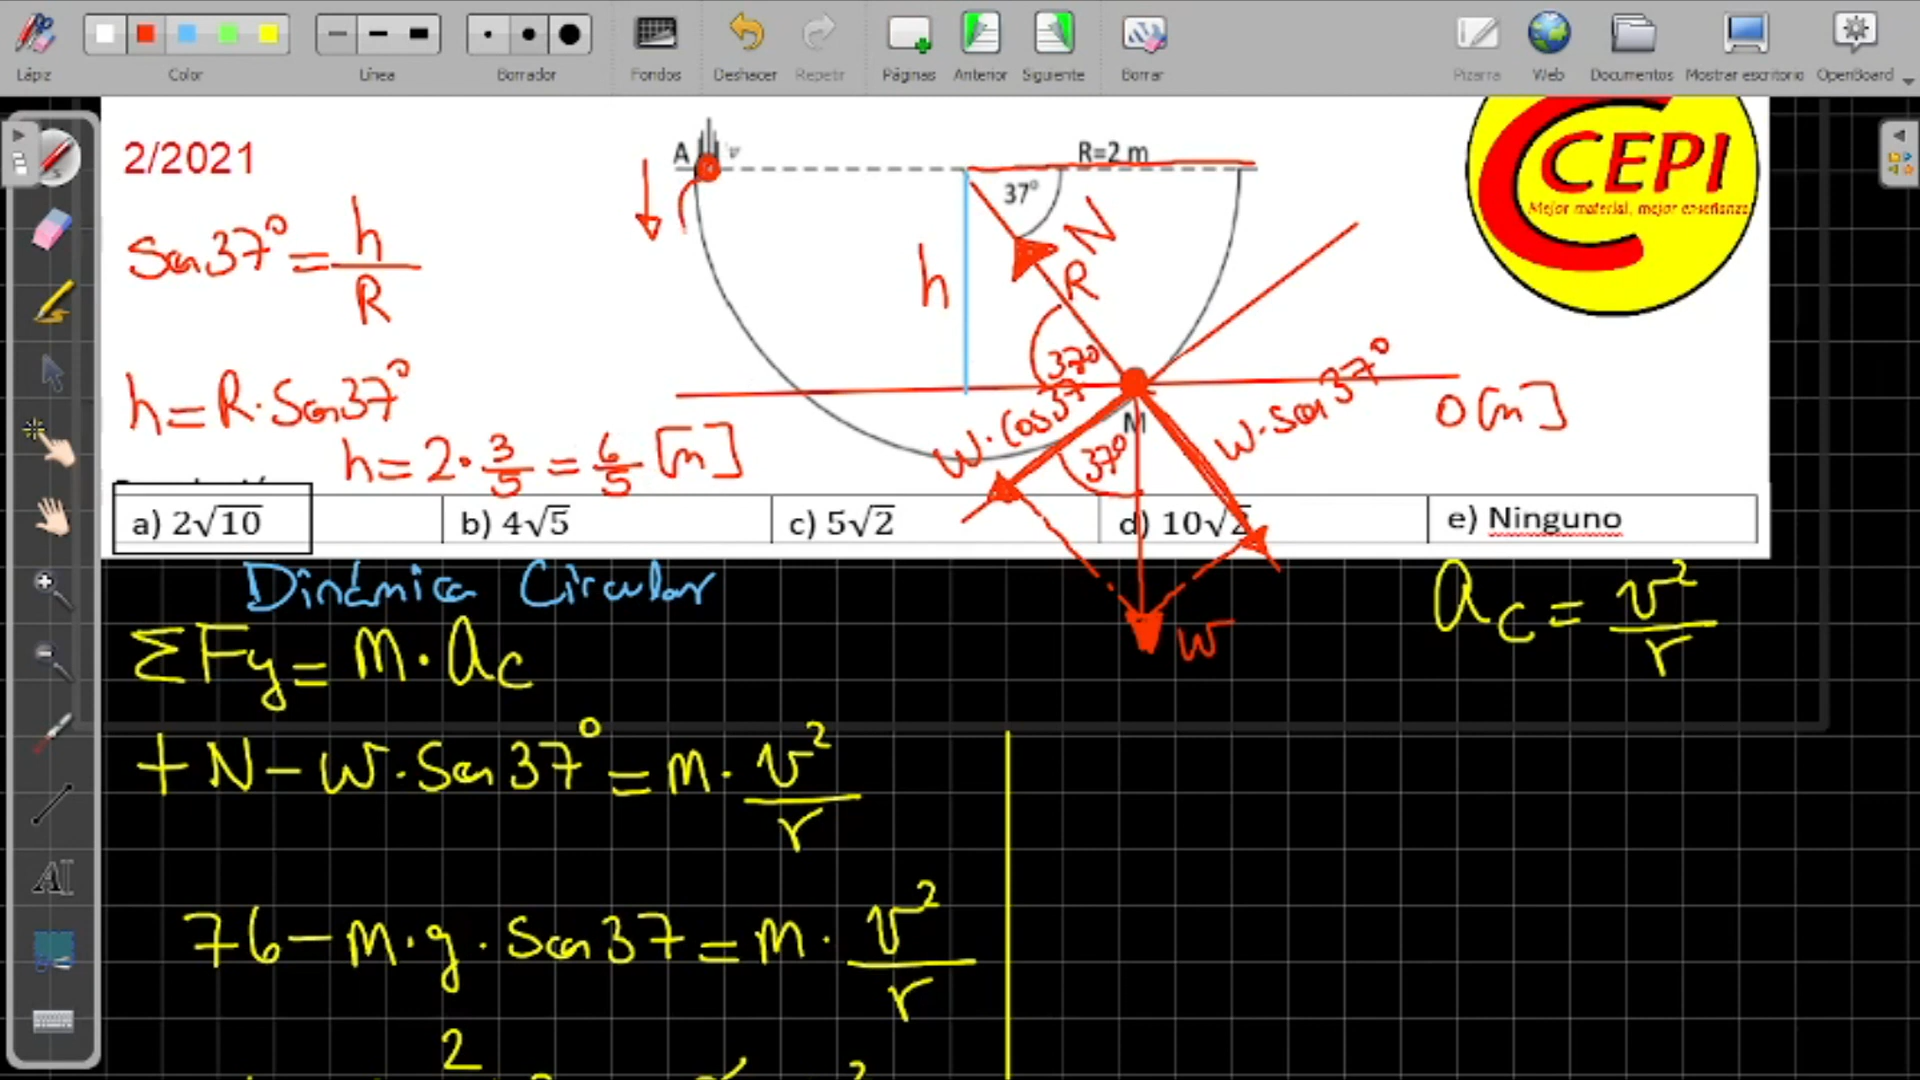 Lápiz
Color
Línea
Borrador
Fondos
Deshacer
Repetir
Páginas
Anterior
Siguiente
Borrar
Pizarra
Web
Documentos
Mostrar escritorio
OpenBoard
2/2021
A
v
R=2 m
37°
CEPI
Mejor material, mejor enseñanza
Sen37° = h/R
h
N
R
37°
h = R·Sen37°
h = 2·3/5 = 6/5 [m]
W·Cos37
M
37°
W·sen37°
0[m]
a) 2√10
b) 4√5
c) 5√2
d) 10√2
e) Ninguno
Dinámica Circular
W
ac = v²/r
ΣFy = m·ac
+N-W·Sen37° = m·v²/r
76-m·g·Sen37 = m·v²/r
2